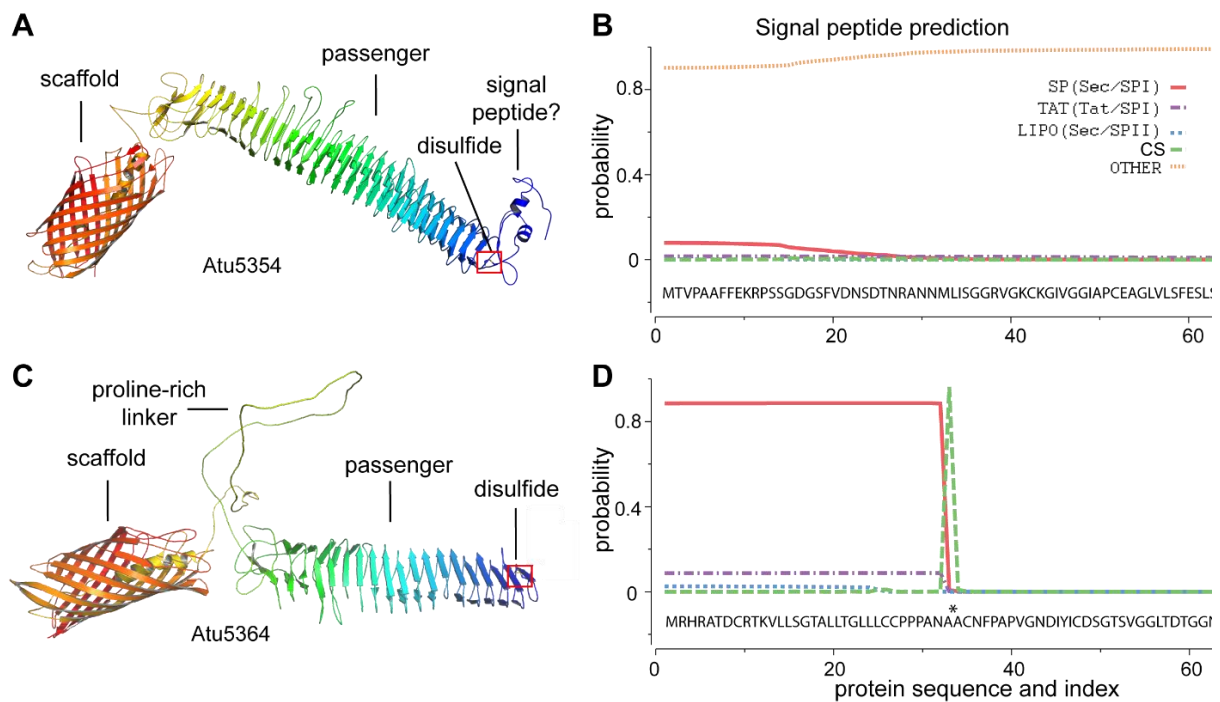 A
scaffold
passenger
signal
peptide?
disulfide
Atu5354
B
Signal peptide prediction
probability
0.8
0.4
0
SP(Sec/SPI)
TAT(Tat/SPI)
LIPO(Sec/SPII)
CS
OTHER
MTVPAAFFEKRPSSGDGSFVDNSDTNRANNMLISGGRVGKCKGIVGGIAPCEAGLVLSFESLS
0
20
40
60
C
proline-rich
linker
scaffold
passenger
disulfide
Atu5364
D
probability
0.8
0.4
0
*
MRHRATDCRTKVLLSGTALLTGLLLCCPPPANAACNFPAPVGNDIYICDSGTSVGGLTDTGGN
0
20
40
60
protein sequence and index